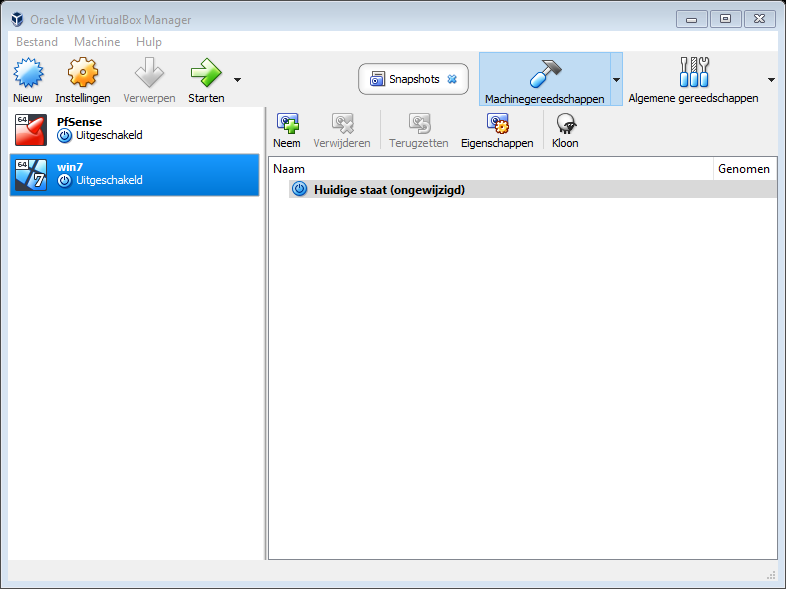 Oracle VM VirtualBox Manager
Bestand Machine Hulp
Nieuw Instellingen Verwerpen Starten Snapshots Machinegereedschappen Algemene gereedschappen
64 PfSense
Uitgeschakeld
64 7 win7
Uitgeschakeld
Neem Verwijderen Terugzetten Eigenschappen Kloon
Naam Genomen
Huidige staat (ongewijzigd)